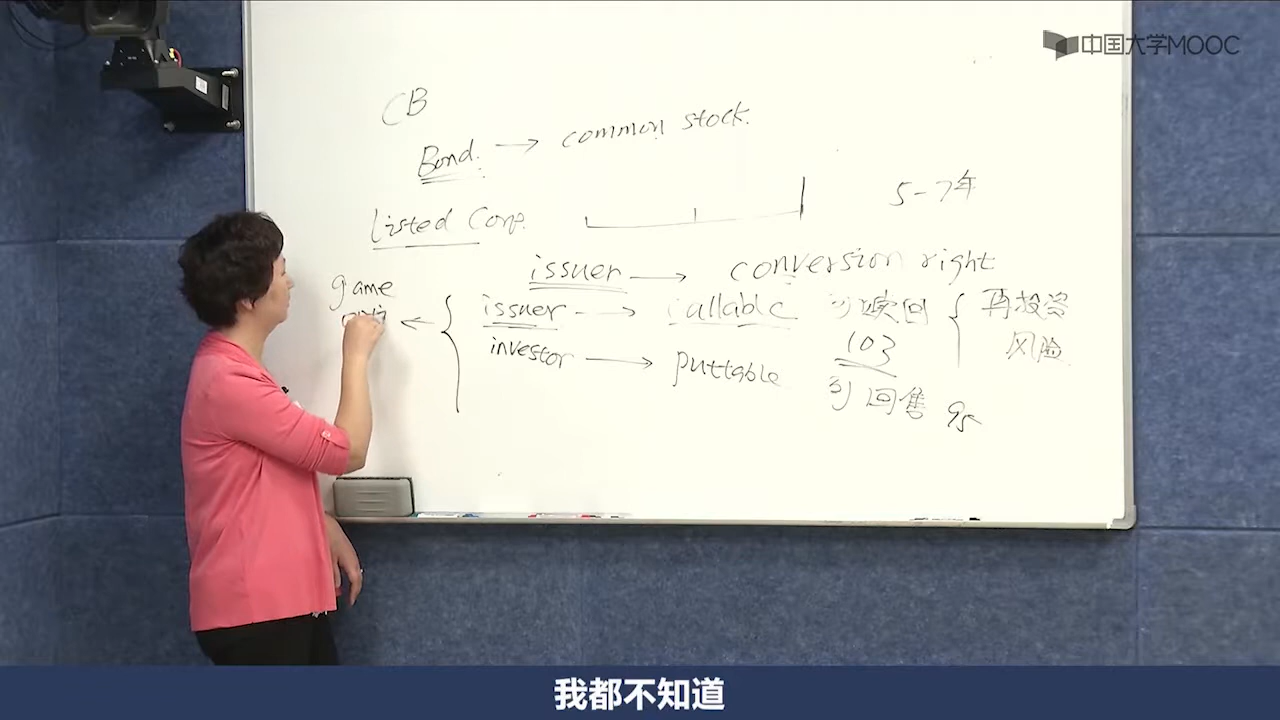 中国大学MOOC
CB
Bond. → common stock.
5-7年
Listed Corp.
issuer → conversion right
game
issuer → callable 可赎回 { 再投资
103 风险
investor → puttable
可回售 95
我都不知道